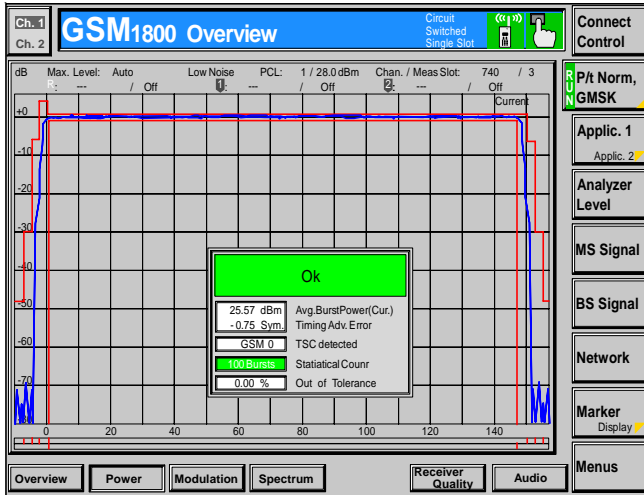 Ch. 1
Ch. 2
GSM1800 Overview
Circuit
Switched
Single Slot
Connect
Control
dB Max. Level: Auto Low Noise PCL: 1 / 28.0 dBm Chan. / Meas Slot: 740 / 3
R: --- / Off 1: --- / Off 2: --- / Off
Current
RUN
P/t Norm,
GMSK
Applic. 1
Applic. 2
Analyzer
Level
MS Signal
BS Signal
Network
Marker
Display
Menus
+0
-10
-20
-30
-40
-50
-60
-70
Ok
25.57 dBm Avg.BurstPower(Cur.)
- 0.75 Sym. Timing Adv. Error
GSM 0 TSC detected
100 Bursts Statiatical Counr
0.00 % Out of Tolerance
0 20 40 60 80 100 120 140
Overview
Power
Modulation
Spectrum
Receiver
Quality
Audio